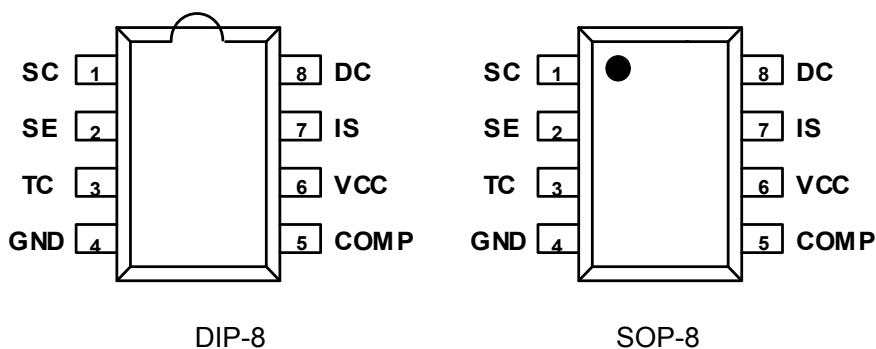 SC 1 8 DC
SE 2 7 IS
TC 3 6 VCC
GND 4 5 COMP
DIP-8
SC 1 8 DC
SE 2 7 IS
TC 3 6 VCC
GND 4 5 COMP
SOP-8